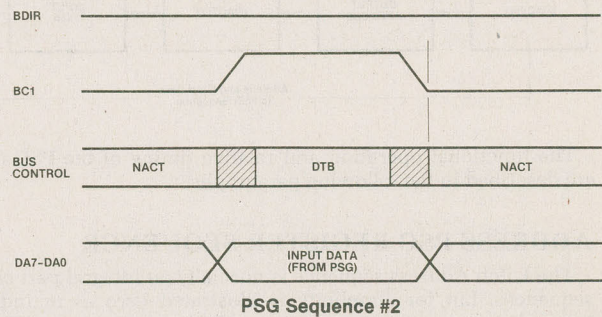 BDIR
BC1
BUS
CONTROL
NACT
DTB
NACT
DA7-DA0
INPUT DATA
(FROM PSG)
PSG Sequence #2